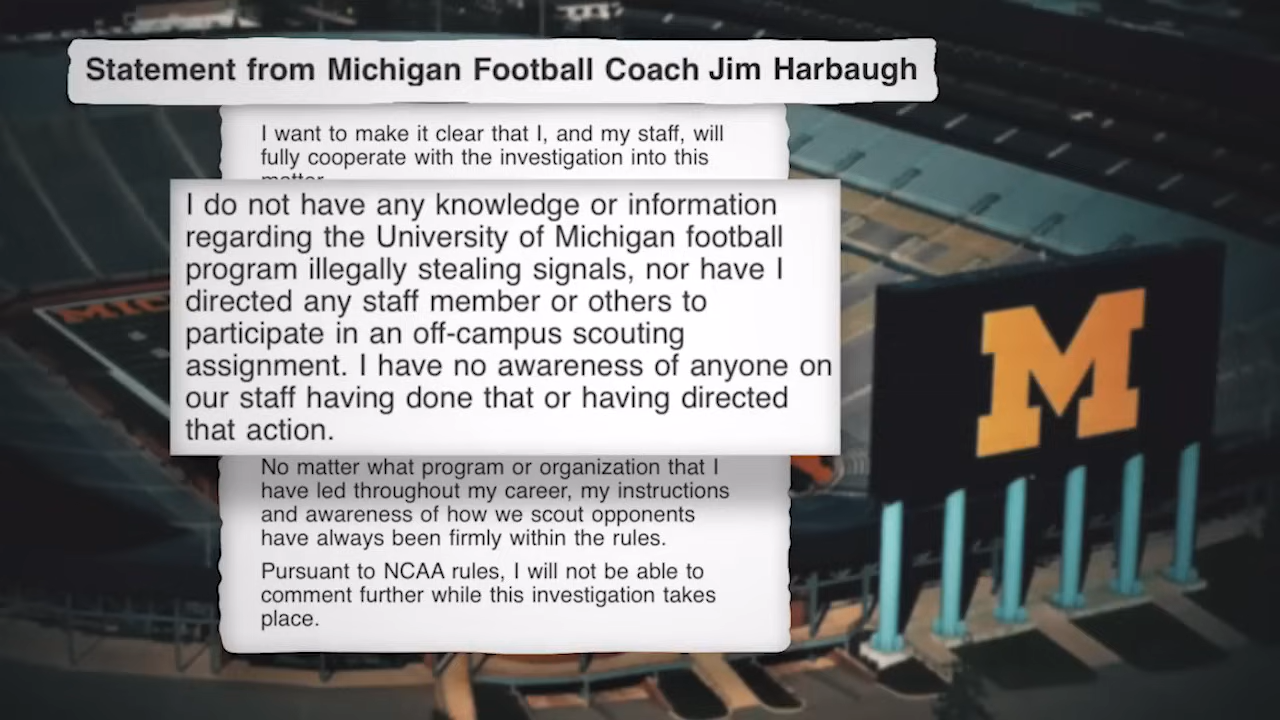 Statement from Michigan Football Coach Jim Harbaugh
I want to make it clear that I, and my staff, will
fully cooperate with the investigation into this
matter.
I do not have any knowledge or information
regarding the University of Michigan football
program illegally stealing signals, nor have I
directed any staff member or others to
participate in an off-campus scouting
assignment. I have no awareness of anyone on
our staff having done that or having directed
that action.
No matter what program or organization that I
have led throughout my career, my instructions
and awareness of how we scout opponents
have always been firmly within the rules.
Pursuant to NCAA rules, I will not be able to
comment further while this investigation takes
place.
MIC
M